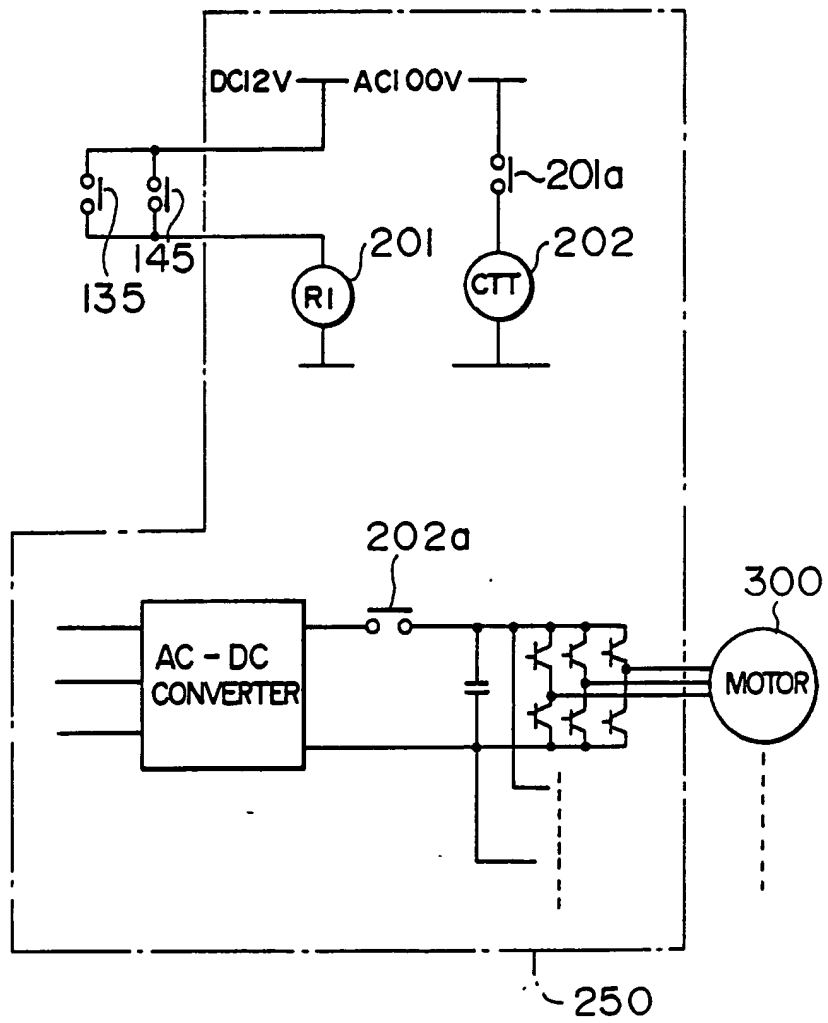 DC12V AC100V
201a
145
201
202
135
R1
CTT
202a
300
AC-DC
CONVERTER
MOTOR
250